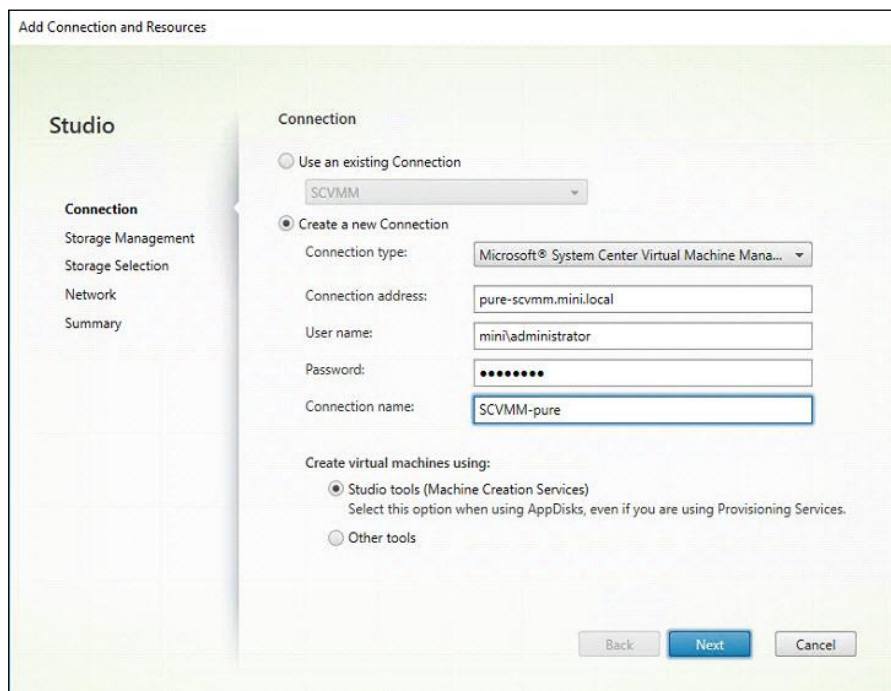 Add Connection and Resources
Studio
Connection
Storage Management
Storage Selection
Network
Summary
Connection
Use an existing Connection
SCVMM
Create a new Connection
Connection type: Microsoft® System Center Virtual Machine Mana...
Connection address: pure-scvmm.mini.local
User name: mini\administrator
Password: ••••••••
Connection name: SCVMM-pure
Create virtual machines using:
Studio tools (Machine Creation Services)
Select this option when using AppDisks, even if you are using Provisioning Services.
Other tools
Back Next Cancel